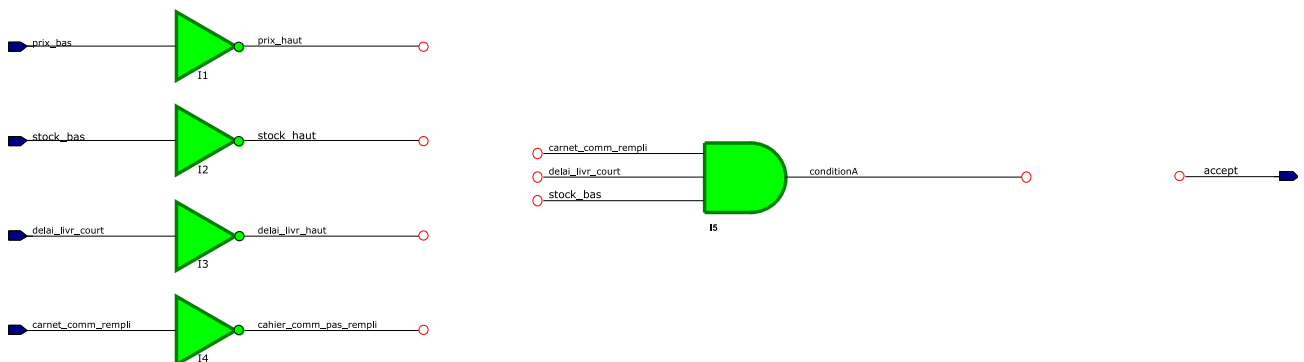 prix_bas
prix_haut
I1
stock_bas
stock_haut
I2
delai_livr_court
delai_livr_haut
I3
carnet_comm_rempli
cahier_comm_pas_rempli
I4
carnet_comm_rempli
delai_livr_court
stock_bas
conditionA
I5
accept